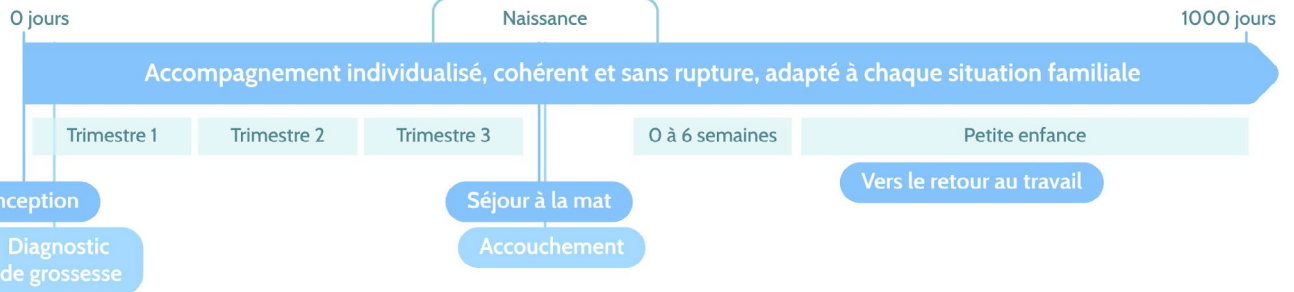 0 jours
Naissance
1000 jours
Accompagnement individualisé, cohérent et sans rupture, adapté à chaque situation familiale
Trimestre 1
Trimestre 2
Trimestre 3
0 à 6 semaines
Petite enfance
Vers le retour au travail
nception
Séjour à la mat
Diagnostic
de grossesse
Accouchement